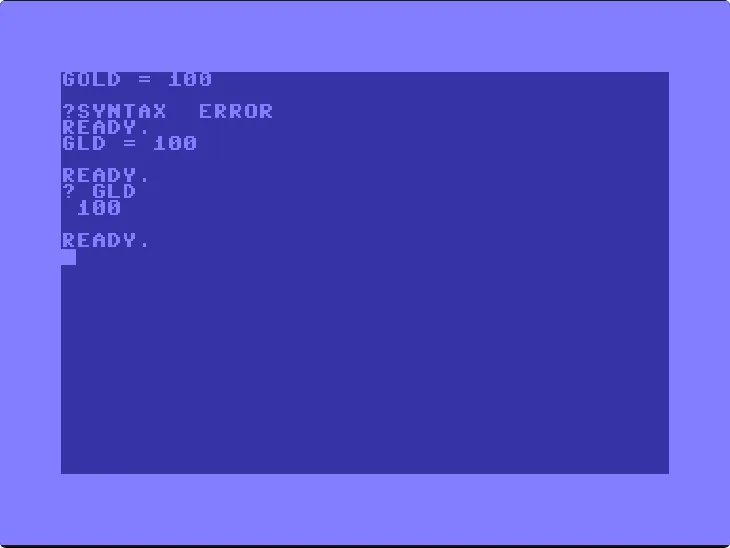 GOLD = 100
?SYNTAX  ERROR
READY.
GLD = 100
READY.
? GLD
 100
READY.